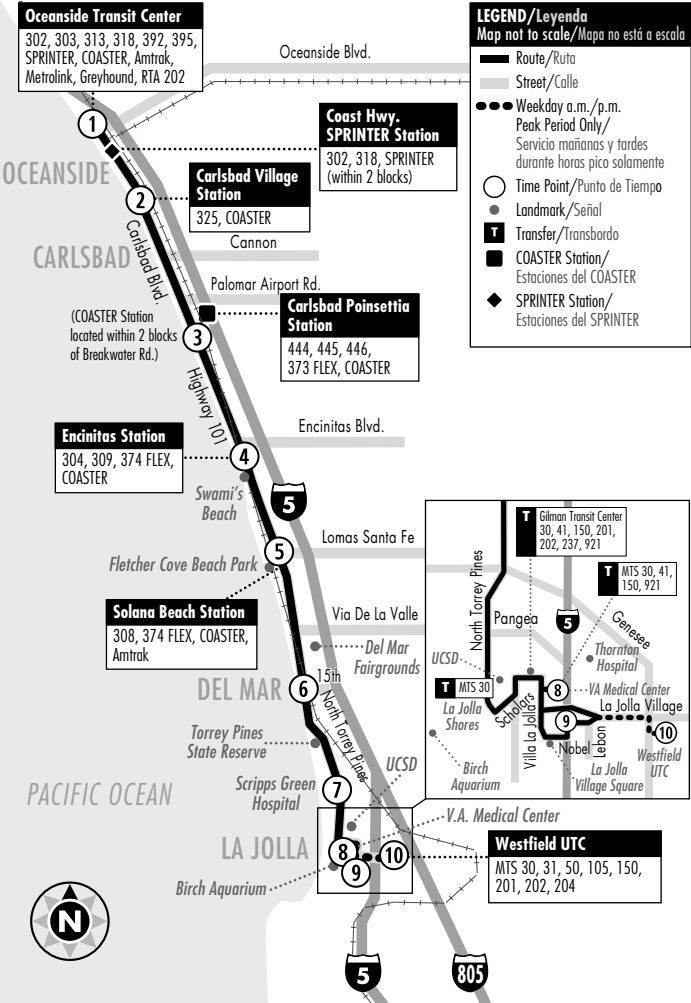 Oceanside Transit Center
302, 303, 313, 318, 392, 395,
SPRINTER, COASTER, Amtrak,
Metrolink, Greyhound, RTA 202
Oceanside Blvd.
LEGEND/Leyenda
Map not to scale/Mapa no está a escala
Route/Ruta
Street/Calle
Weekday a.m./p.m.
Peak Period Only/
Servicio mañanas y tardes
durante horas pico solamente
Time Point/Punto de Tiempo
Landmark/Señal
T Transfer/Transbordo
COASTER Station/
Estaciones del COASTER
SPRINTER Station/
Estaciones del SPRINTER
1
Coast Hwy.
SPRINTER Station
302, 318, SPRINTER
(within 2 blocks)
OCEANSIDE
2
Carlsbad Village
Station
325, COASTER
Cannon
CARLSBAD
Carlsbad Blvd.
Palomar Airport Rd.
(COASTER Station
located within 2 blocks
of Breakwater Rd.)
3
Carlsbad Poinsettia
Station
444, 445, 446,
373 FLEX, COASTER
Highway 101
Encinitas Blvd.
Encinitas Station
304, 309, 374 FLEX,
COASTER
4
Swami's
Beach
5
Lomas Santa Fe
5
Fletcher Cove Beach Park
Solana Beach Station
308, 374 FLEX, COASTER,
Amtrak
Via De La Valle
Del Mar
Fairgrounds
DEL MAR
6
15th
North Torrey Pines
Torrey Pines
State Reserve
UCSD
PACIFIC OCEAN
Scripps Green
Hospital
7
V.A. Medical Center
LA JOLLA
8
9
10
Birch Aquarium
Westfield UTC
MTS 30, 31, 50, 105, 150,
201, 202, 204
N
5
805
T Gilman Transit Center
30, 41, 150, 201,
202, 237, 921
T MTS 30, 41,
150, 921
North Torrey Pines
Pangea
5
Genesee
UCSD
Thornton
Hospital
T MTS 30
8
VA Medical Center
La Jolla
Shores
Scholars
La Jolla Village
Villa La Jolla
9
Nobel
Lebon
10
Westfield
UTC
Birch
Aquarium
La Jolla
Village Square